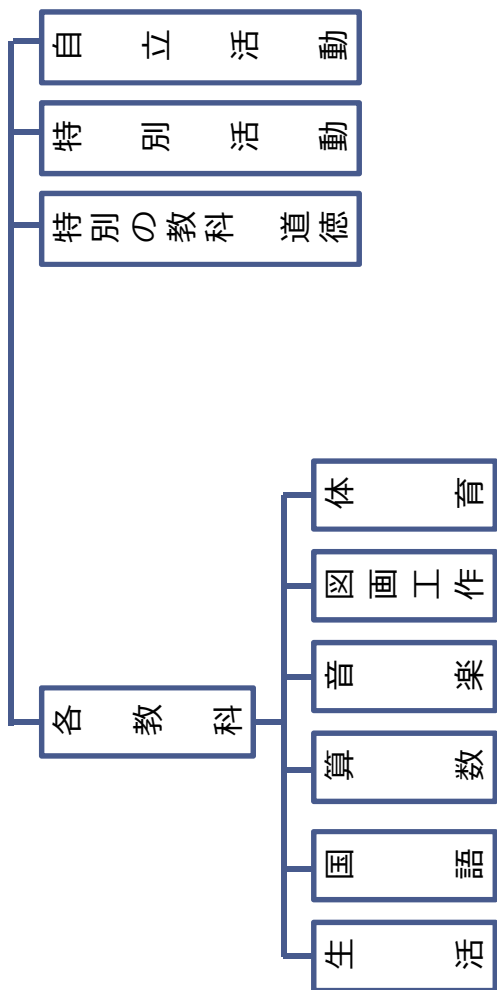 各教科
特別の教科 道徳
特別活動
自立活動
生活
国語
算数
音楽
図画工作
体育